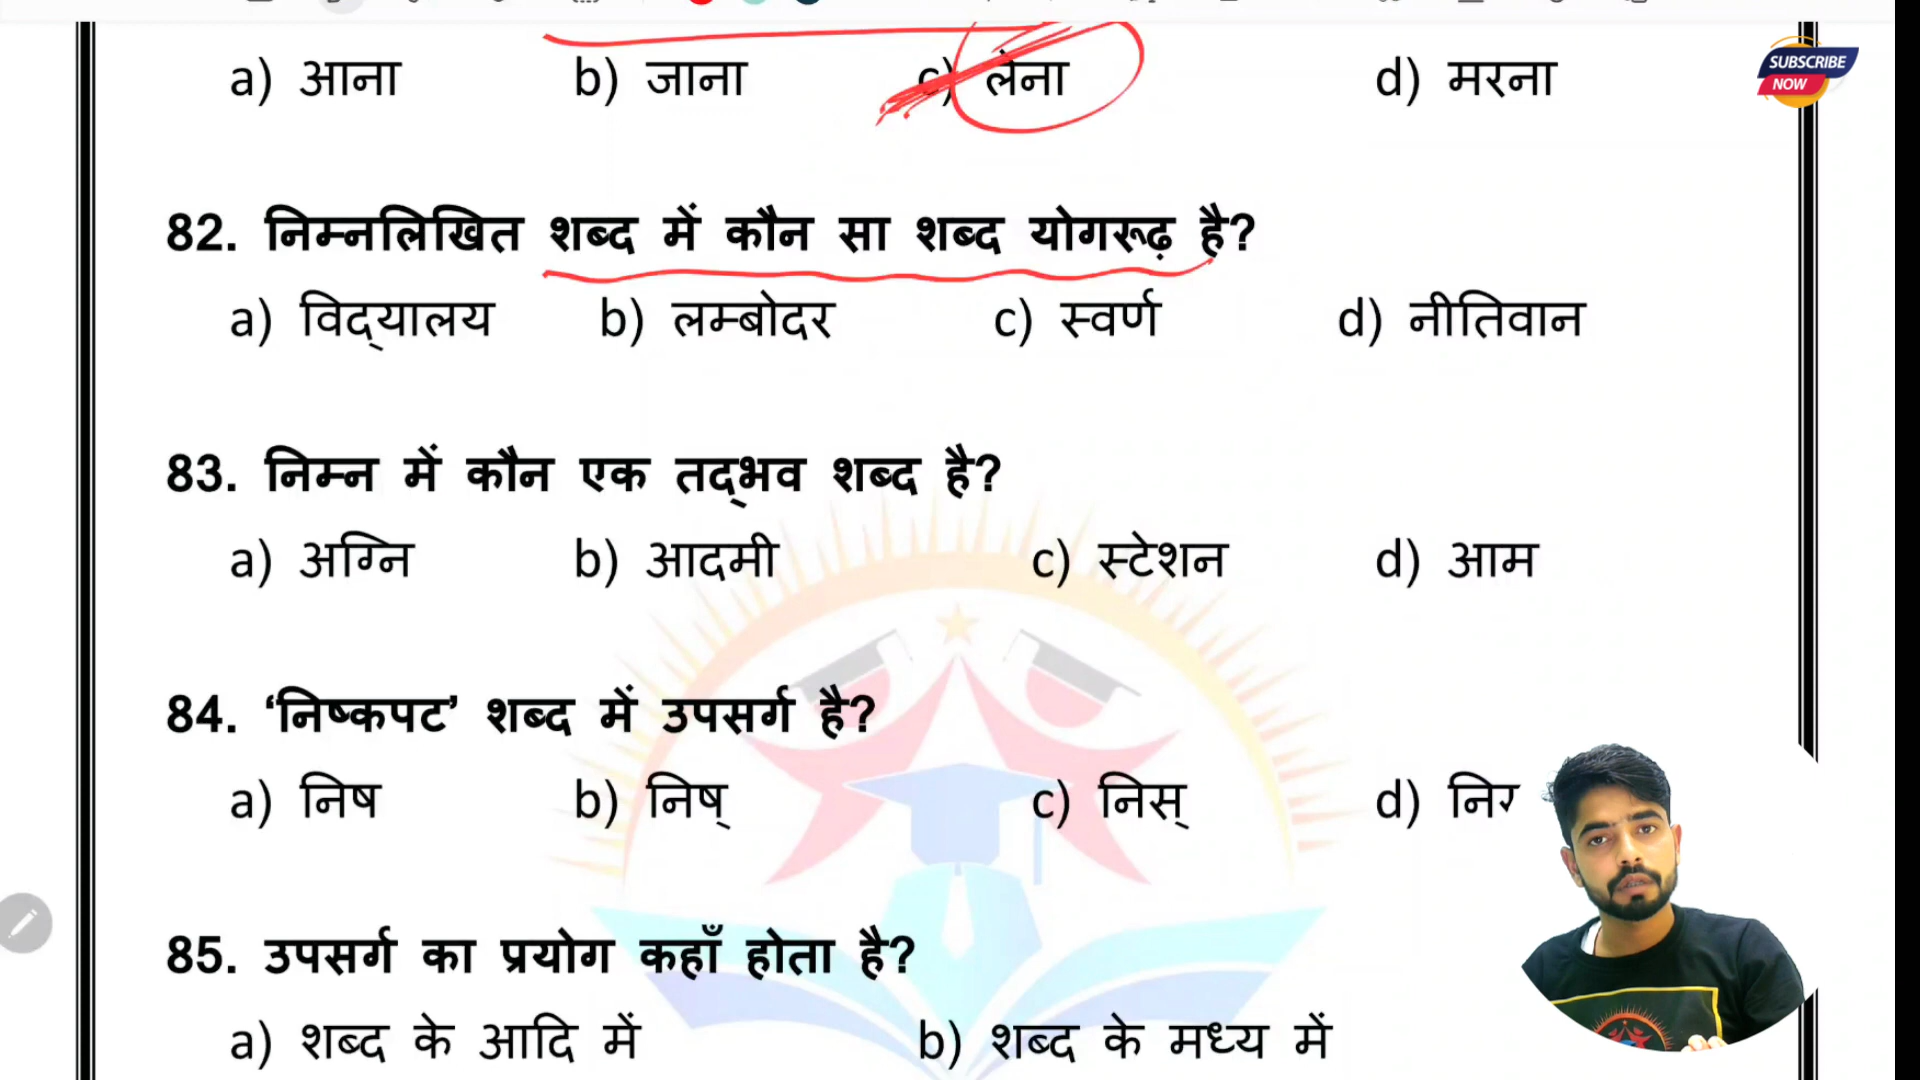 a) आना b) जाना c) लेना d) मरना
SUBSCRIBE
NOW
82. निम्नलिखित शब्द में कौन सा शब्द योगरूढ़ है?
a) विद्‌यालय b) लम्बोदर c) स्वर्ण d) नीतिवान
83. निम्न में कौन एक तद्‌भव शब्द है?
a) अग्नि b) आदमी c) स्टेशन d) आम
84. ‘निष्कपट’ शब्द में उपसर्ग है?
a) निष b) निष् c) निस् d)
85. उपसर्ग का प्रयोग कहाँ होता है?
a) शब्द के आदि में b) शब्द के मध्य में